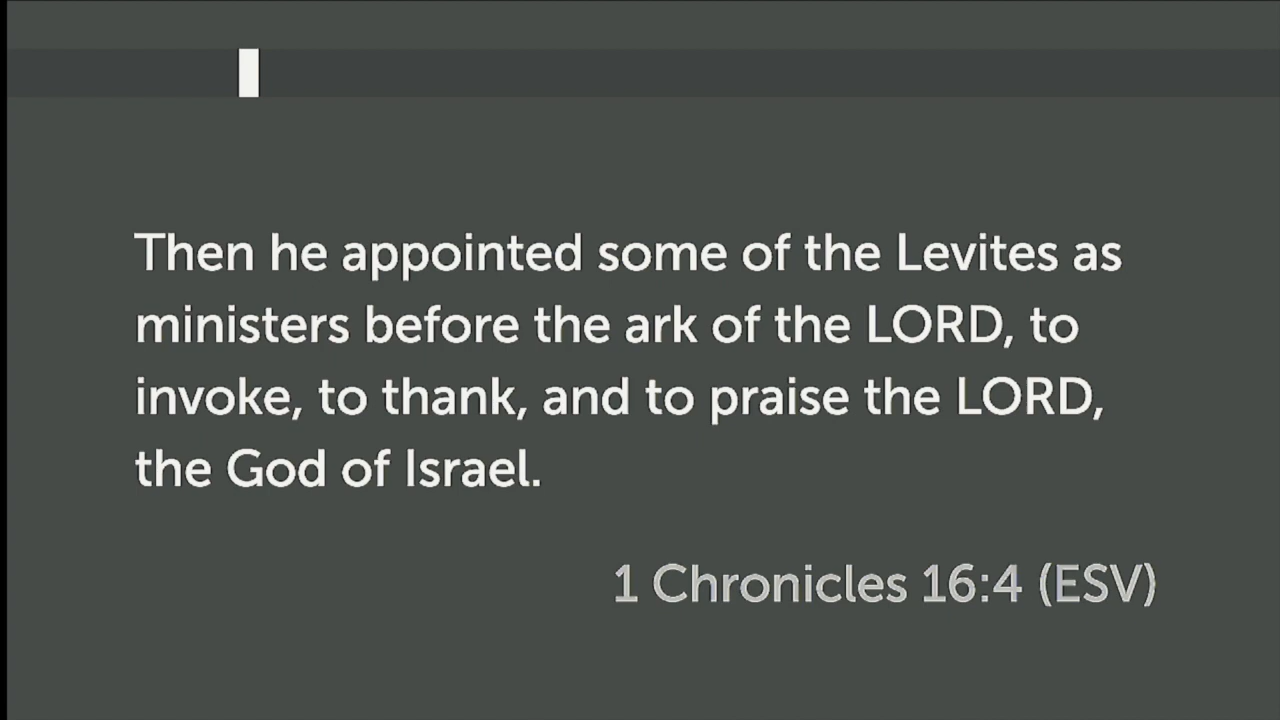 Then he appointed some of the Levites as
ministers before the ark of the LORD, to
invoke, to thank, and to praise the LORD,
the God of Israel.
1 Chronicles 16:4 (ESV)